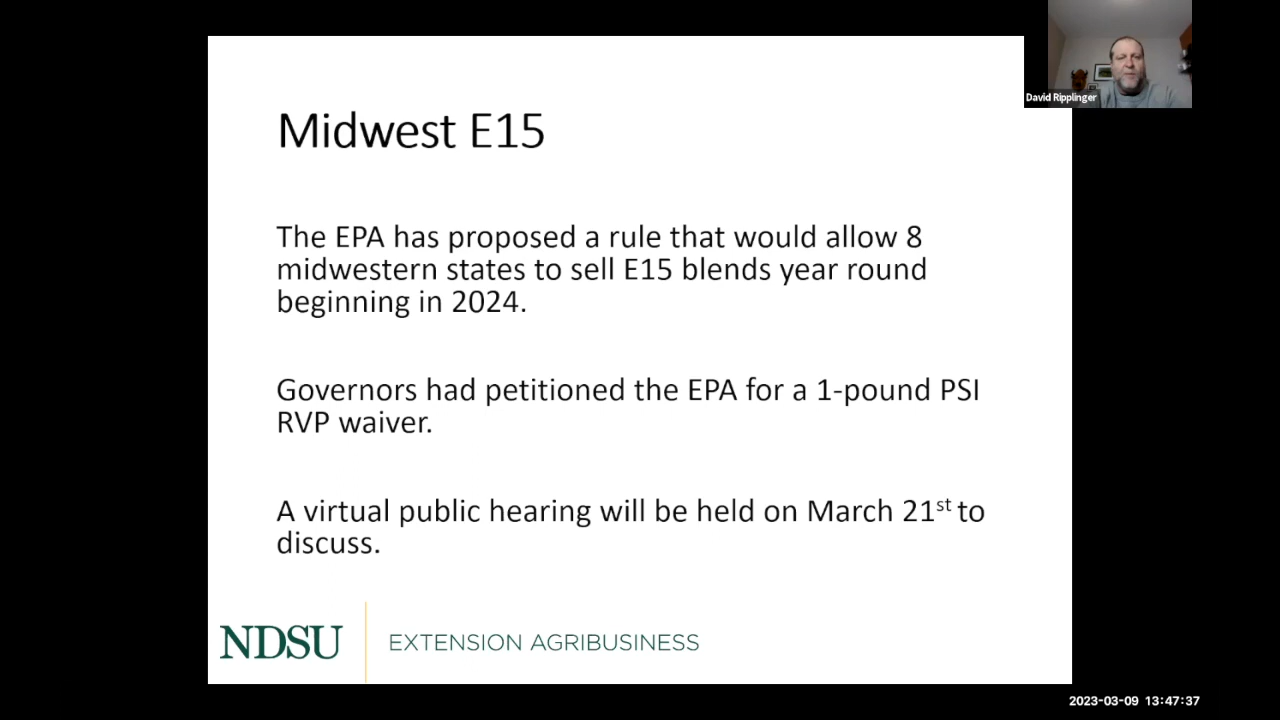 David Ripplinger
Midwest E15
The EPA has proposed a rule that would allow 8
midwestern states to sell E15 blends year round
beginning in 2024.
Governors had petitioned the EPA for a 1-pound PSI
RVP waiver.
A virtual public hearing will be held on March 21st to
discuss.
NDSU
EXTENSION AGRIBUSINESS
2023-03-09 13:47:37